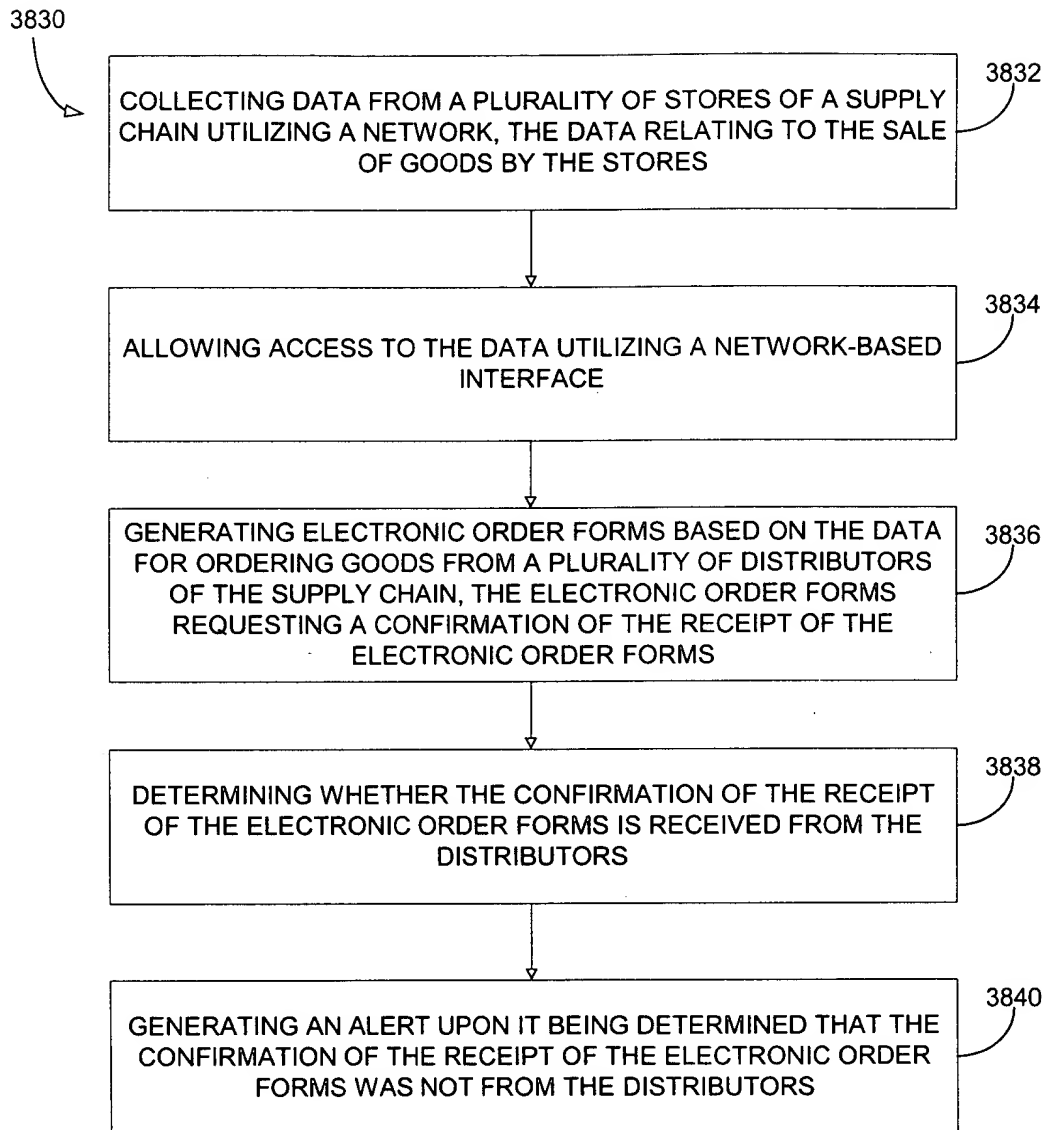 3830
3832
COLLECTING DATA FROM A PLURALITY OF STORES OF A SUPPLY
CHAIN UTILIZING A NETWORK, THE DATA RELATING TO THE SALE
OF GOODS BY THE STORES
3834
ALLOWING ACCESS TO THE DATA UTILIZING A NETWORK-BASED
INTERFACE
3836
GENERATING ELECTRONIC ORDER FORMS BASED ON THE DATA
FOR ORDERING GOODS FROM A PLURALITY OF DISTRIBUTORS
OF THE SUPPLY CHAIN, THE ELECTRONIC ORDER FORMS
REQUESTING A CONFIRMATION OF THE RECEIPT OF THE
ELECTRONIC ORDER FORMS
3838
DETERMINING WHETHER THE CONFIRMATION OF THE RECEIPT
OF THE ELECTRONIC ORDER FORMS IS RECEIVED FROM THE
DISTRIBUTORS
3840
GENERATING AN ALERT UPON IT BEING DETERMINED THAT THE
CONFIRMATION OF THE RECEIPT OF THE ELECTRONIC ORDER
FORMS WAS NOT FROM THE DISTRIBUTORS